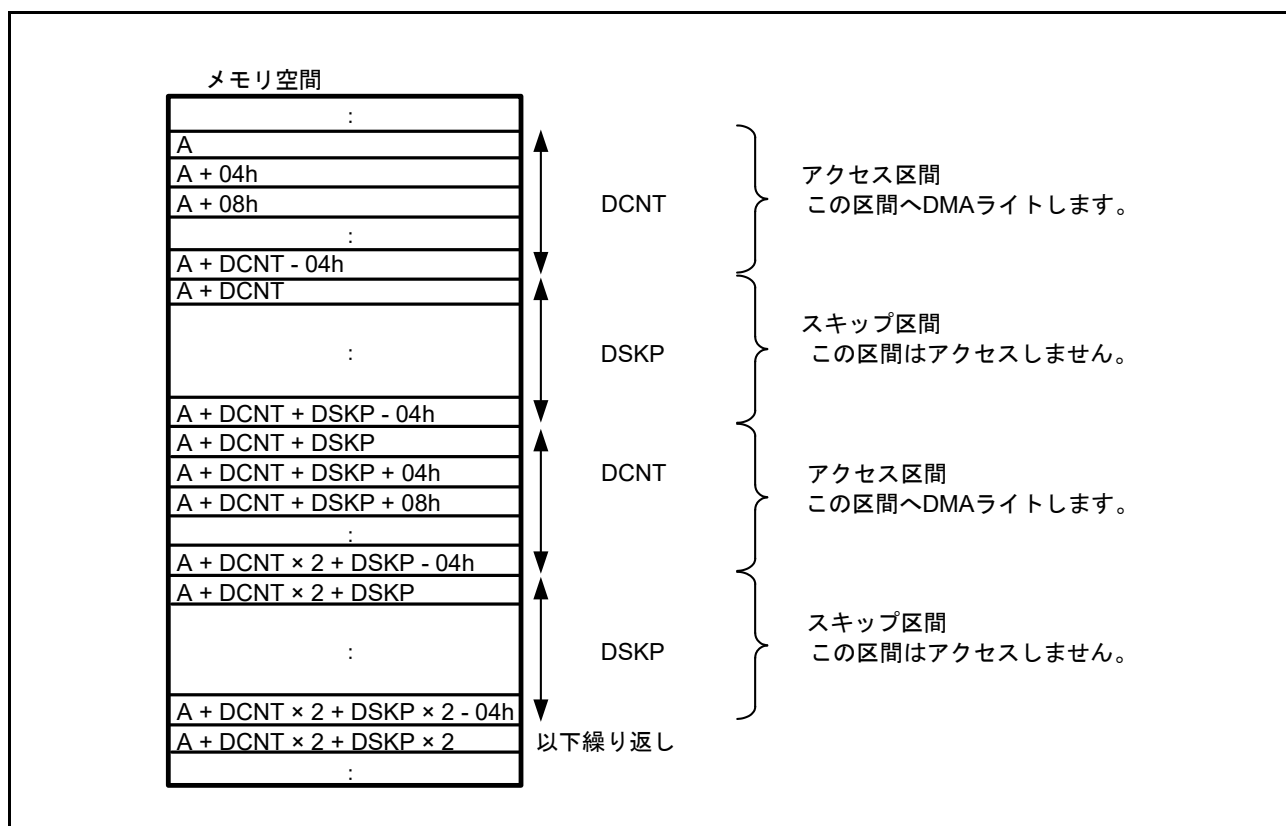 メモリ空間
:
A
A + 04h
A + 08h
:
A + DCNT - 04h
DCNT
アクセス区間
この区間へDMAライトします。
A + DCNT
:
A + DCNT + DSKP - 04h
DSKP
スキップ区間
この区間はアクセスしません。
A + DCNT + DSKP
A + DCNT + DSKP + 04h
A + DCNT + DSKP + 08h
:
A + DCNT × 2 + DSKP - 04h
DCNT
アクセス区間
この区間へDMAライトします。
A + DCNT × 2 + DSKP
:
A + DCNT × 2 + DSKP × 2 - 04h
DSKP
スキップ区間
この区間はアクセスしません。
A + DCNT × 2 + DSKP × 2
以下繰り返し
: